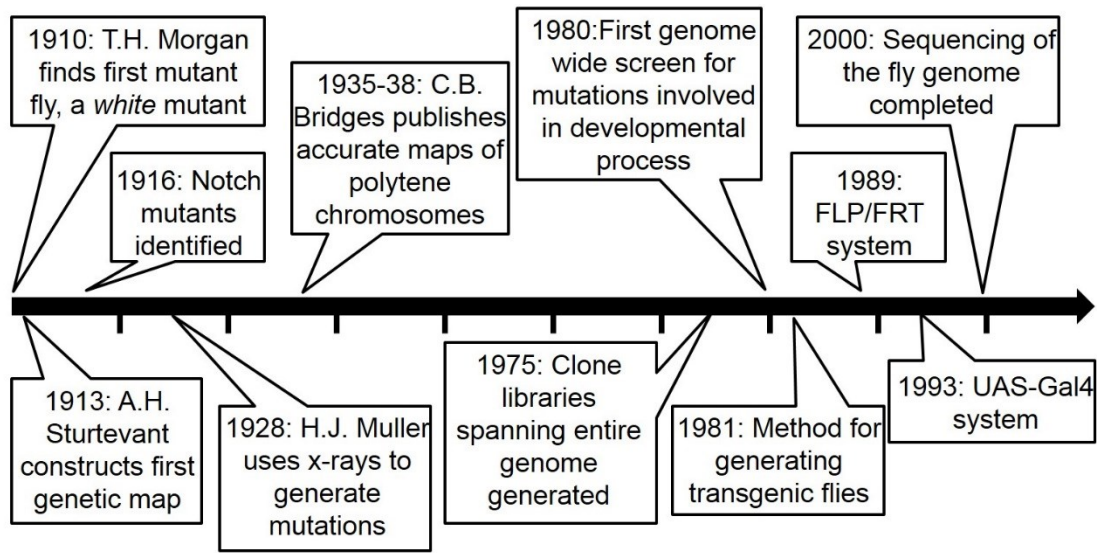 1910: T.H. Morgan
finds first mutant
fly, a white mutant
1916: Notch
mutants
identified
1935-38: C.B.
Bridges publishes
accurate maps of
polytene
chromosomes
1980:First genome
wide screen for
mutations involved
in developmental
process
1989:
FLP/FRT
system
2000: Sequencing of
the fly genome
completed
1913: A.H.
Sturtevant
constructs first
genetic map
1928: H.J. Muller
uses x-rays to
generate
mutations
1975: Clone
libraries
spanning entire
genome
generated
1981: Method for
generating
transgenic flies
1993: UAS-Gal4
system